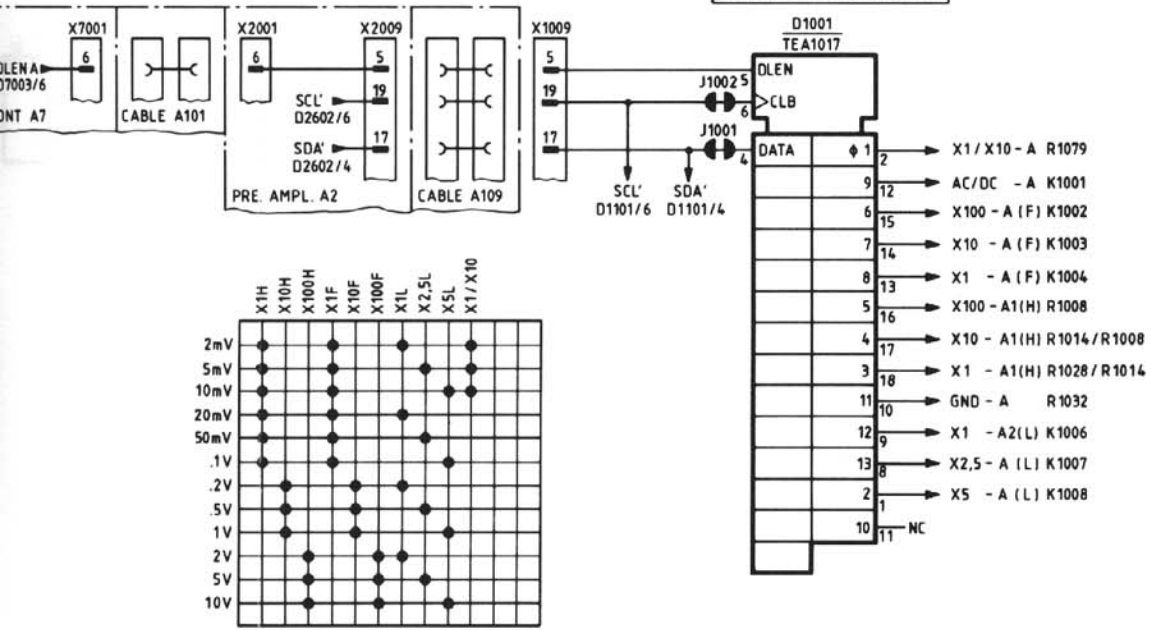 D1001
TEA1017
X7001
X2001
X2009
X1009
6
6
5
5
DLEN
5
DLEN A
D7003/6
J1002
CLB
6
19
19
SCL'
D2602/6
17
17
SDA'
D2602/4
J1001
4
DATA
CABLE A101
PRE. AMPL. A2
CABLE A109
SCL'
D1101/6
SDA'
D1101/4
ϕ 1 2 X1/X10 - A R1079
9 12 AC/DC - A K1001
6 15 X100 - A (F) K1002
7 14 X10 - A (F) K1003
8 13 X1 - A (F) K1004
5 16 X100 - A1(H) R1008
4 17 X10 - A1(H) R1014/R1008
3 18 X1 - A1(H) R1028/R1014
11 10 GND - A R1032
12 9 X1 - A2(L) K1006
13 8 X2,5 - A (L) K1007
2 1 X5 - A (L) K1008
10 11 NC
X1H
X10H
X100H
X1F
X10F
X100F
X1L
X2,5L
X5L
X1/X10
2mV
5mV
10mV
20mV
50mV
.1V
.2V
.5V
1V
2V
5V
10V